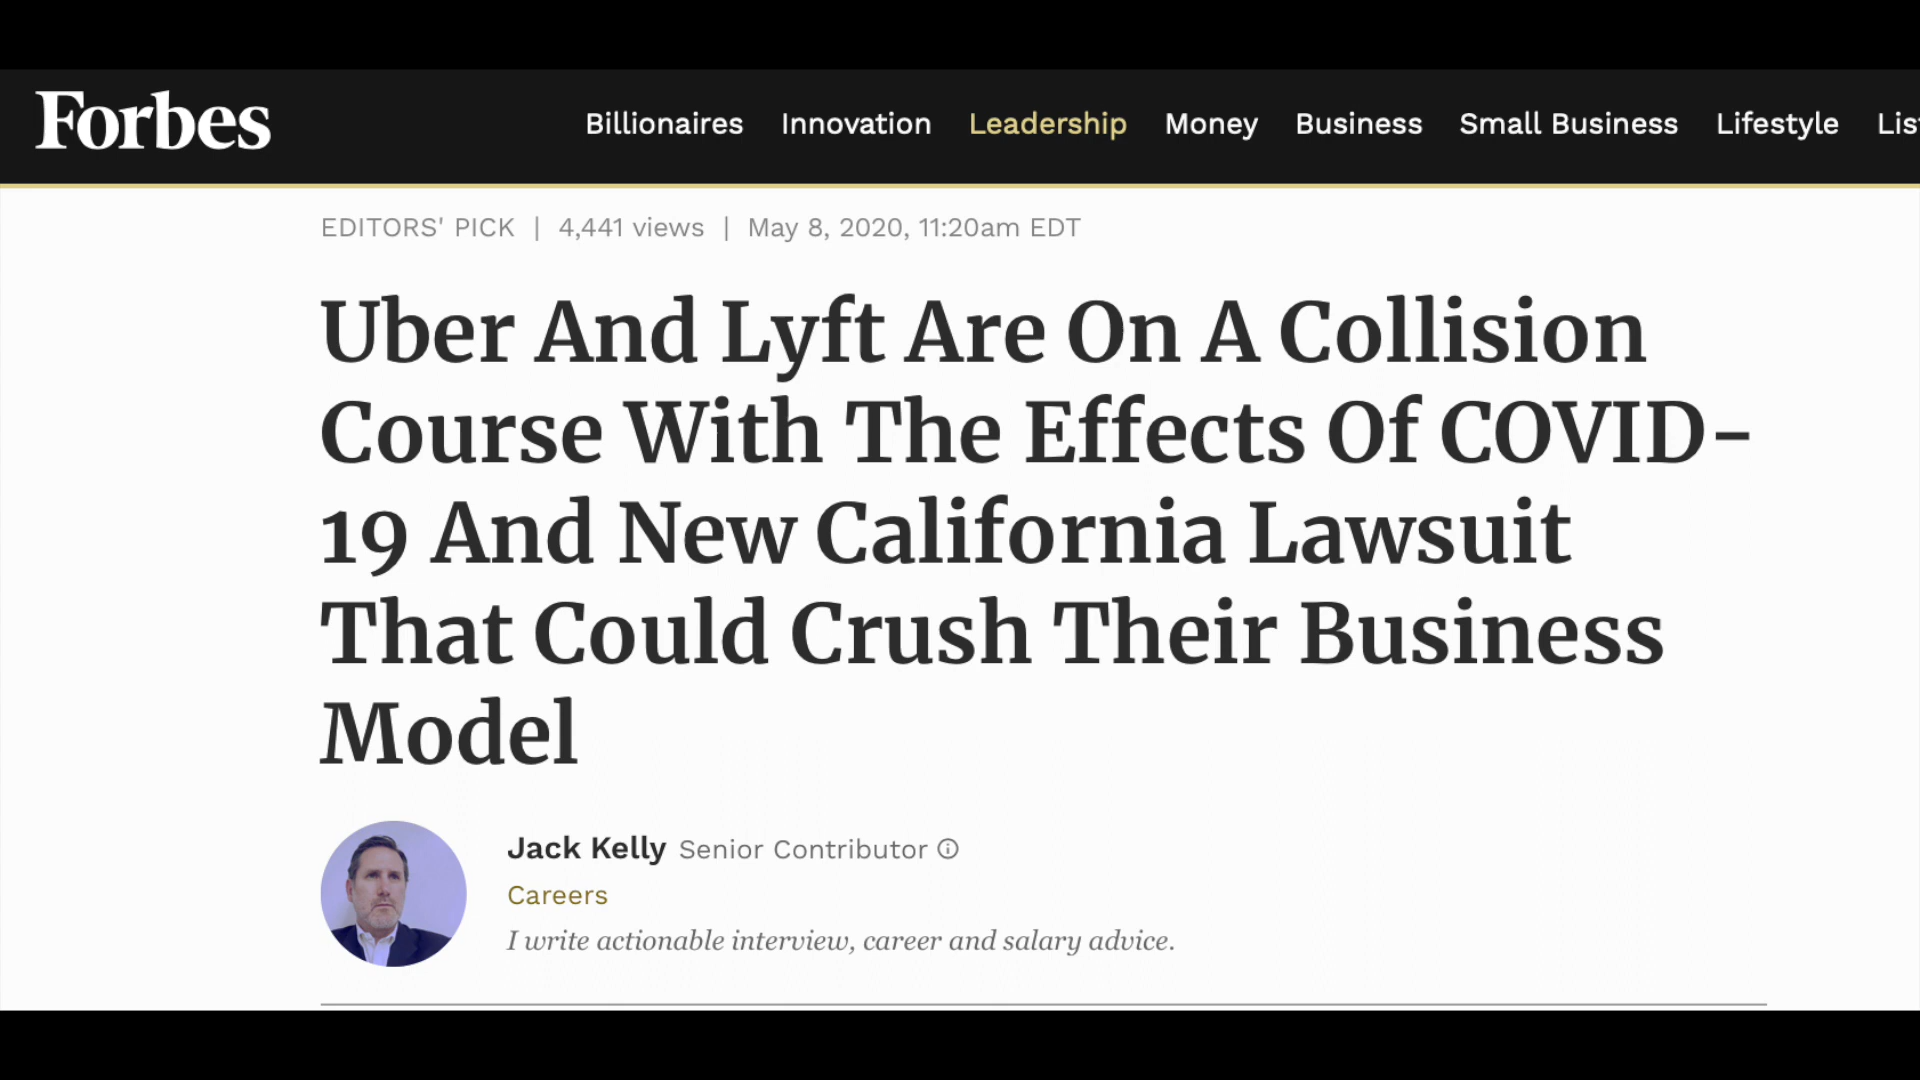 Forbes
Billionaires Innovation Leadership Money Business Small Business Lifestyle Lis
EDITORS' PICK | 4,441 views | May 8, 2020, 11:20am EDT
Uber And Lyft Are On A Collision
Course With The Effects Of COVID-
19 And New California Lawsuit
That Could Crush Their Business
Model
Jack Kelly Senior Contributor
Careers
I write actionable interview, career and salary advice.